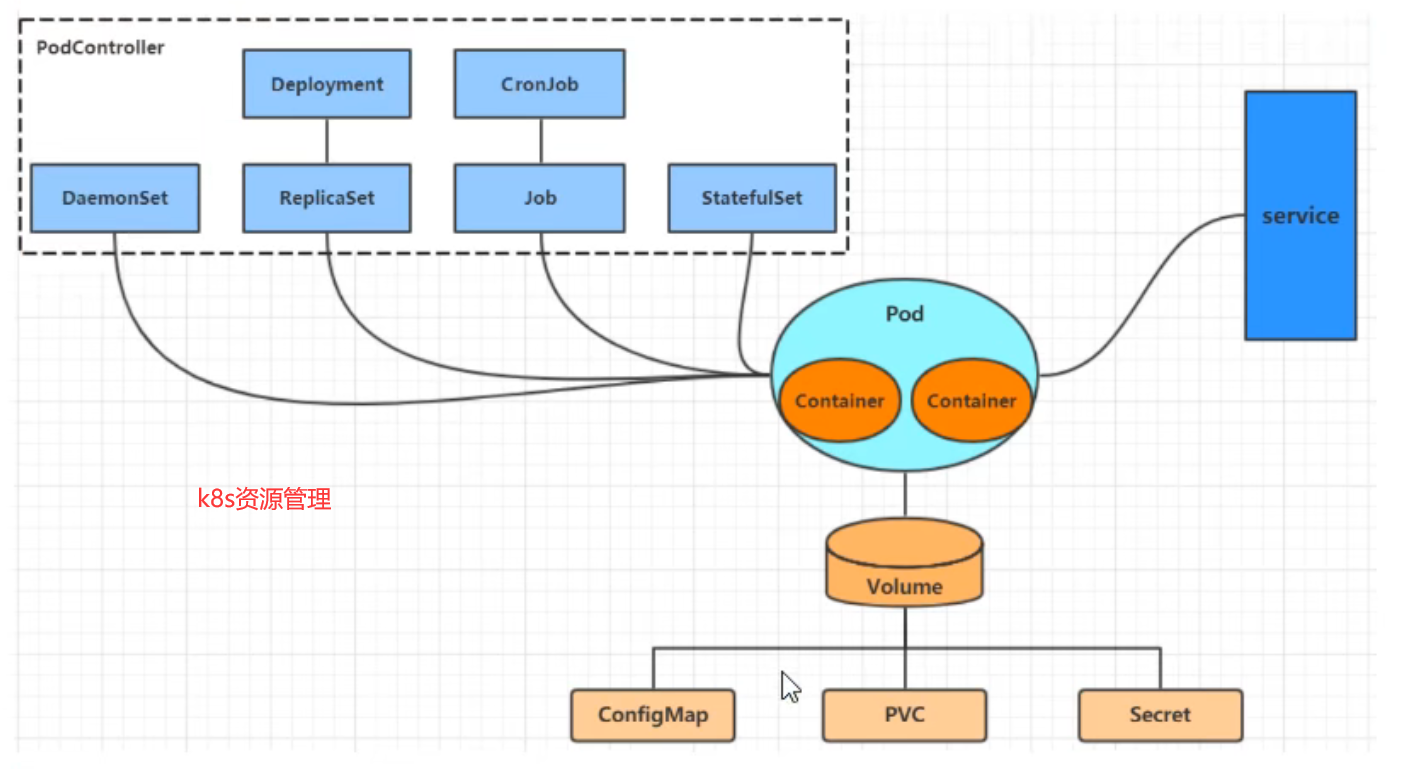 PodController
Deployment
CronJob
DaemonSet
ReplicaSet
Job
StatefulSet
service
Pod
Container
Container
k8s资源管理
Volume
ConfigMap
PVC
Secret